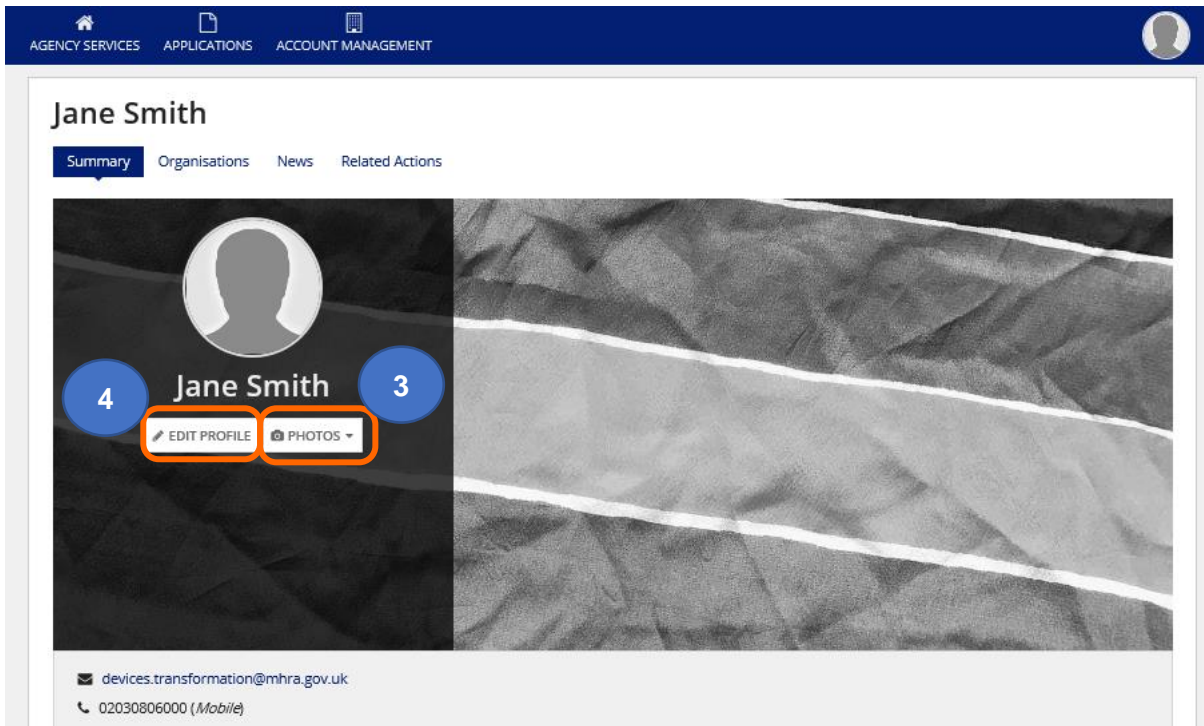 AGENCY SERVICES APPLICATIONS ACCOUNT MANAGEMENT
Jane Smith
Summary Organisations News Related Actions
Jane Smith
4
3
EDIT PROFILE PHOTOS
devices.transformation@mhra.gov.uk
02030806000 (Mobile)